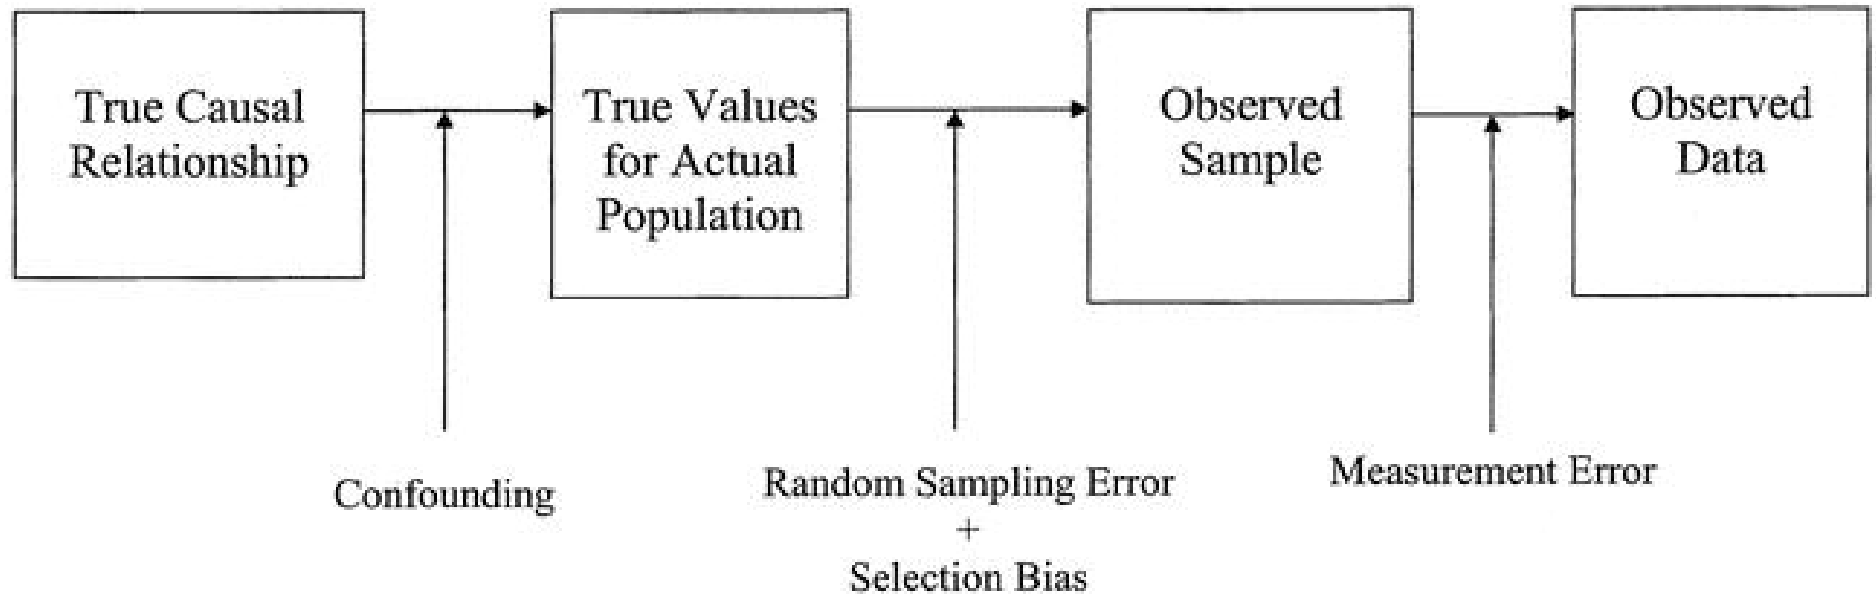 True Causal
Relationship
True Values
for Actual
Population
Observed
Sample
Observed
Data
Confounding
Random Sampling Error
+
Selection Bias
Measurement Error